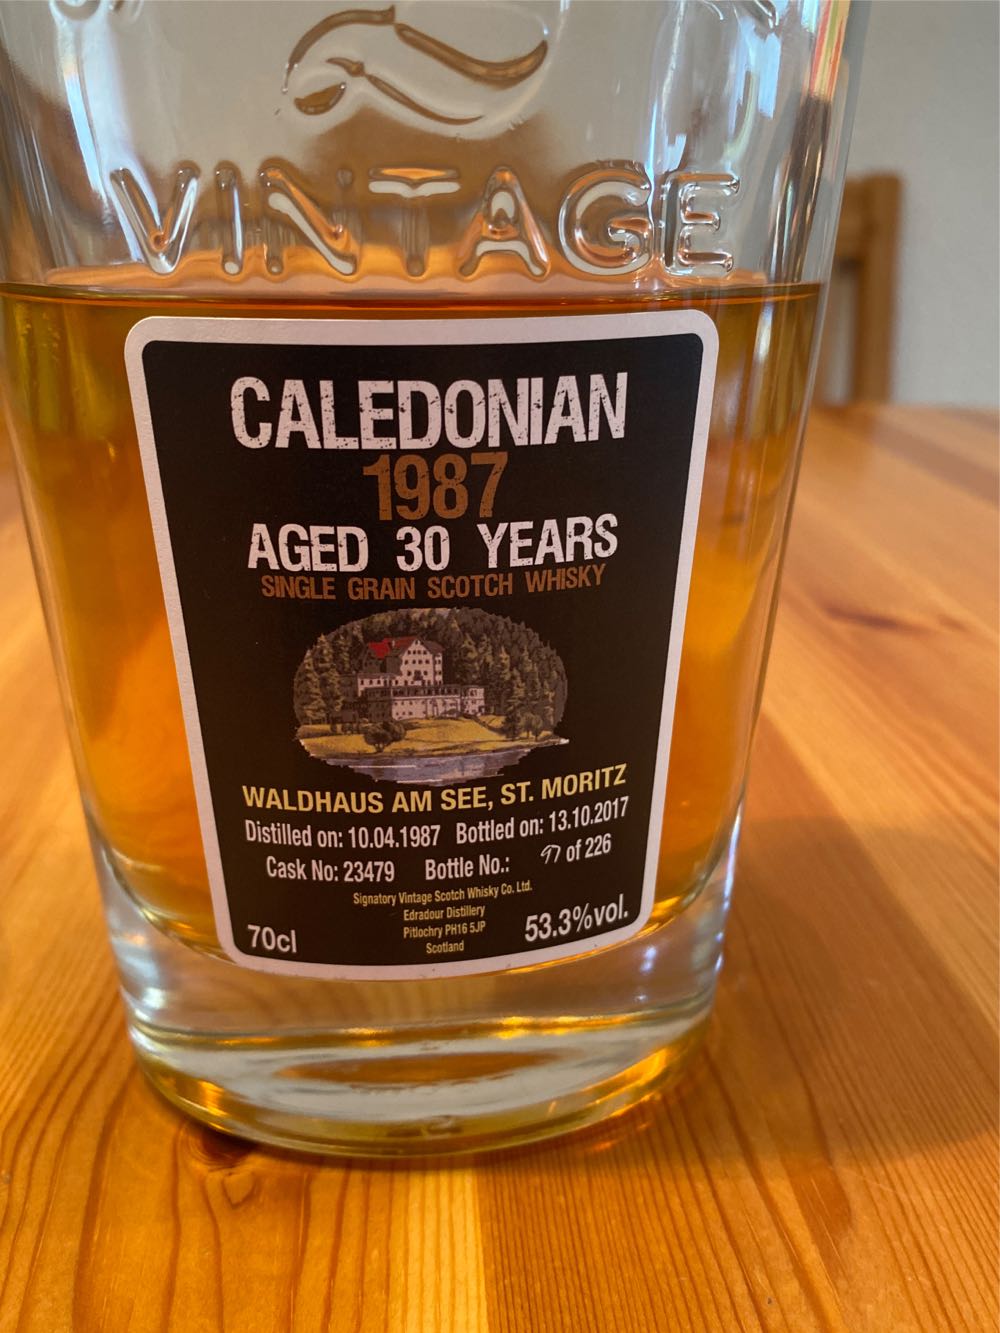 VINTAGE
CALEDONIAN
1987
AGED 30 YEARS
SINGLE GRAIN SCOTCH WHISKY
WALDHAUS AM SEE, ST. MORITZ
Distilled on: 10.04.1987 Bottled on: 13.10.2017
Cask No: 23479 Bottle No.: 97 of 226
Signatory Vintage Scotch Whisky Co. Ltd.
Edradour Distillery
Pitlochry PH16 5JP
Scotland
70cl 53.3%vol.